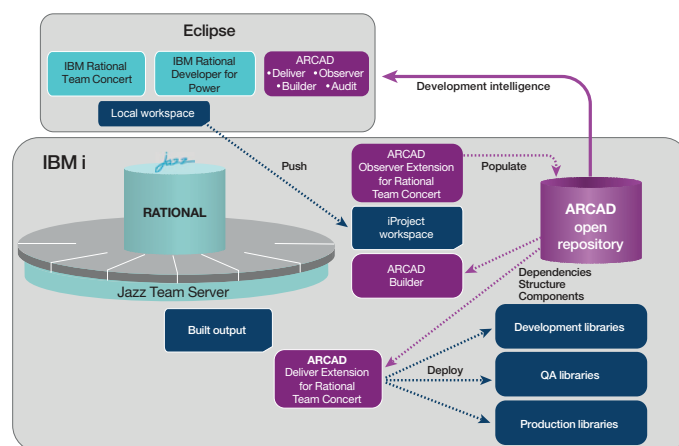 Eclipse
IBM Rational
Team Concert
IBM Rational
Developer for
Power
ARCAD
•Deliver •Observer
•Builder •Audit
Local workspace
Development intelligence
IBM i
jazz
RATIONAL
Jazz Team Server
Push
ARCAD
Observer Extension
for Rational
Team Concert
Populate
iProject
workspace
ARCAD
Builder
ARCAD
open
repository
Dependencies
Structure
Components
Built output
ARCAD
Deliver Extension
for Rational
Team Concert
Deploy
Development libraries
QA libraries
Production libraries